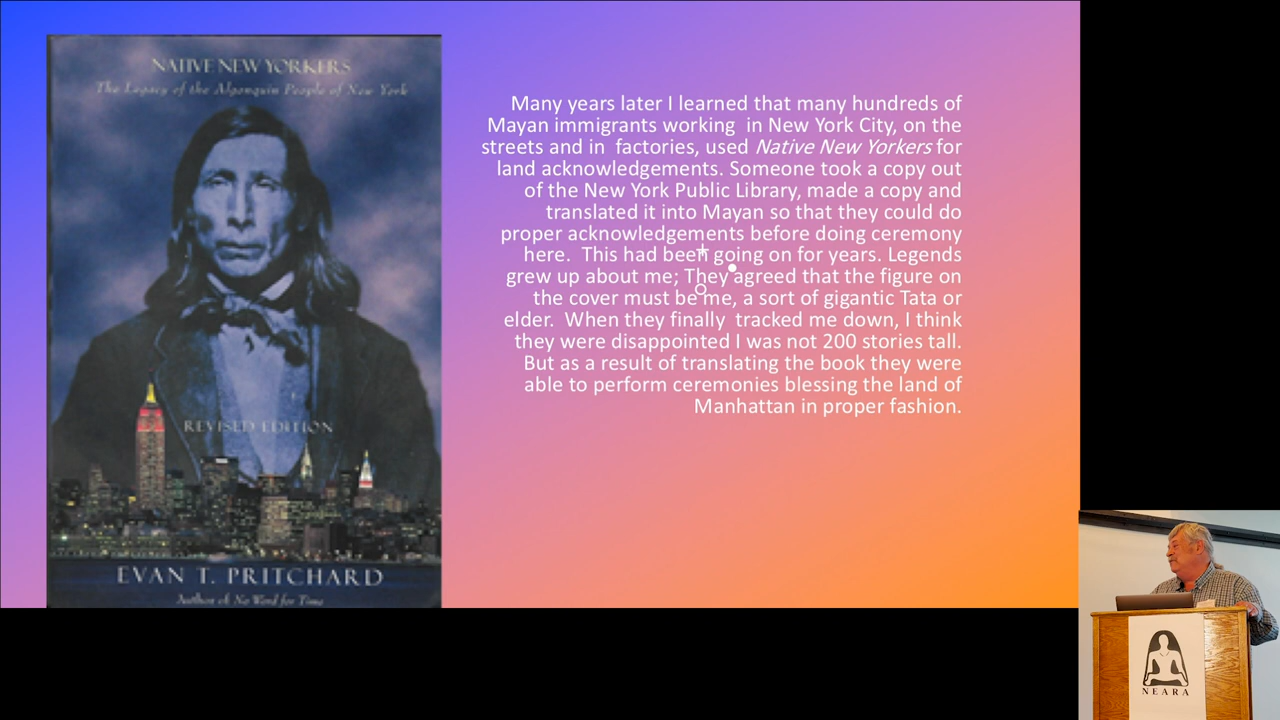 NATIVE NEW YORKERS
The Legacy of the Algonquin People of New York
REVISED EDITION
EVAN T. PRITCHARD
Author of No Word for Time
Many years later I learned that many hundreds of
Mayan immigrants working  in New York City, on the
streets and in  factories, used Native New Yorkers for
land acknowledgements. Someone took a copy out
of the New York Public Library, made a copy and
translated it into Mayan so that they could do
proper acknowledgements before doing ceremony
here.  This had been going on for years. Legends
grew up about me; They agreed that the figure on
the cover must be me, a sort of gigantic Tata or
elder.  When they finally  tracked me down, I think
they were disappointed I was not 200 stories tall.
But as a result of translating the book they were
able to perform ceremonies blessing the land of
Manhattan in proper fashion.
NEARA